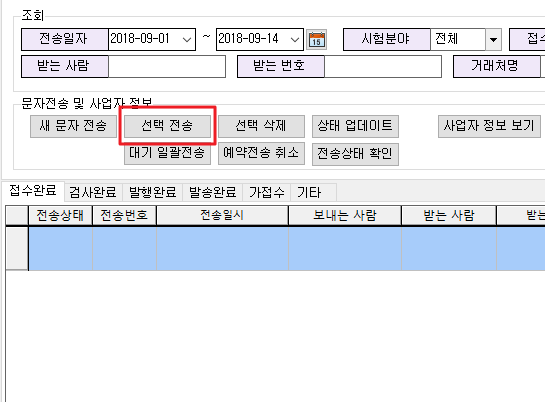 조회
전송일자 2018-09-01 ~ 2018-09-14 15 시험분야 전체 접수
받는 사람 받는 번호 거래처명
문자전송 및 사업자 정보
새 문자 전송 선택 전송 선택 삭제 상태 업데이트 사업자 정보 보기
대기 일괄전송 예약전송 취소 전송상태 확인
접수완료 검사완료 발행완료 발송완료 가접수 기타
전송상태 전송번호 전송일시 보내는 사람 받는 사람 받는